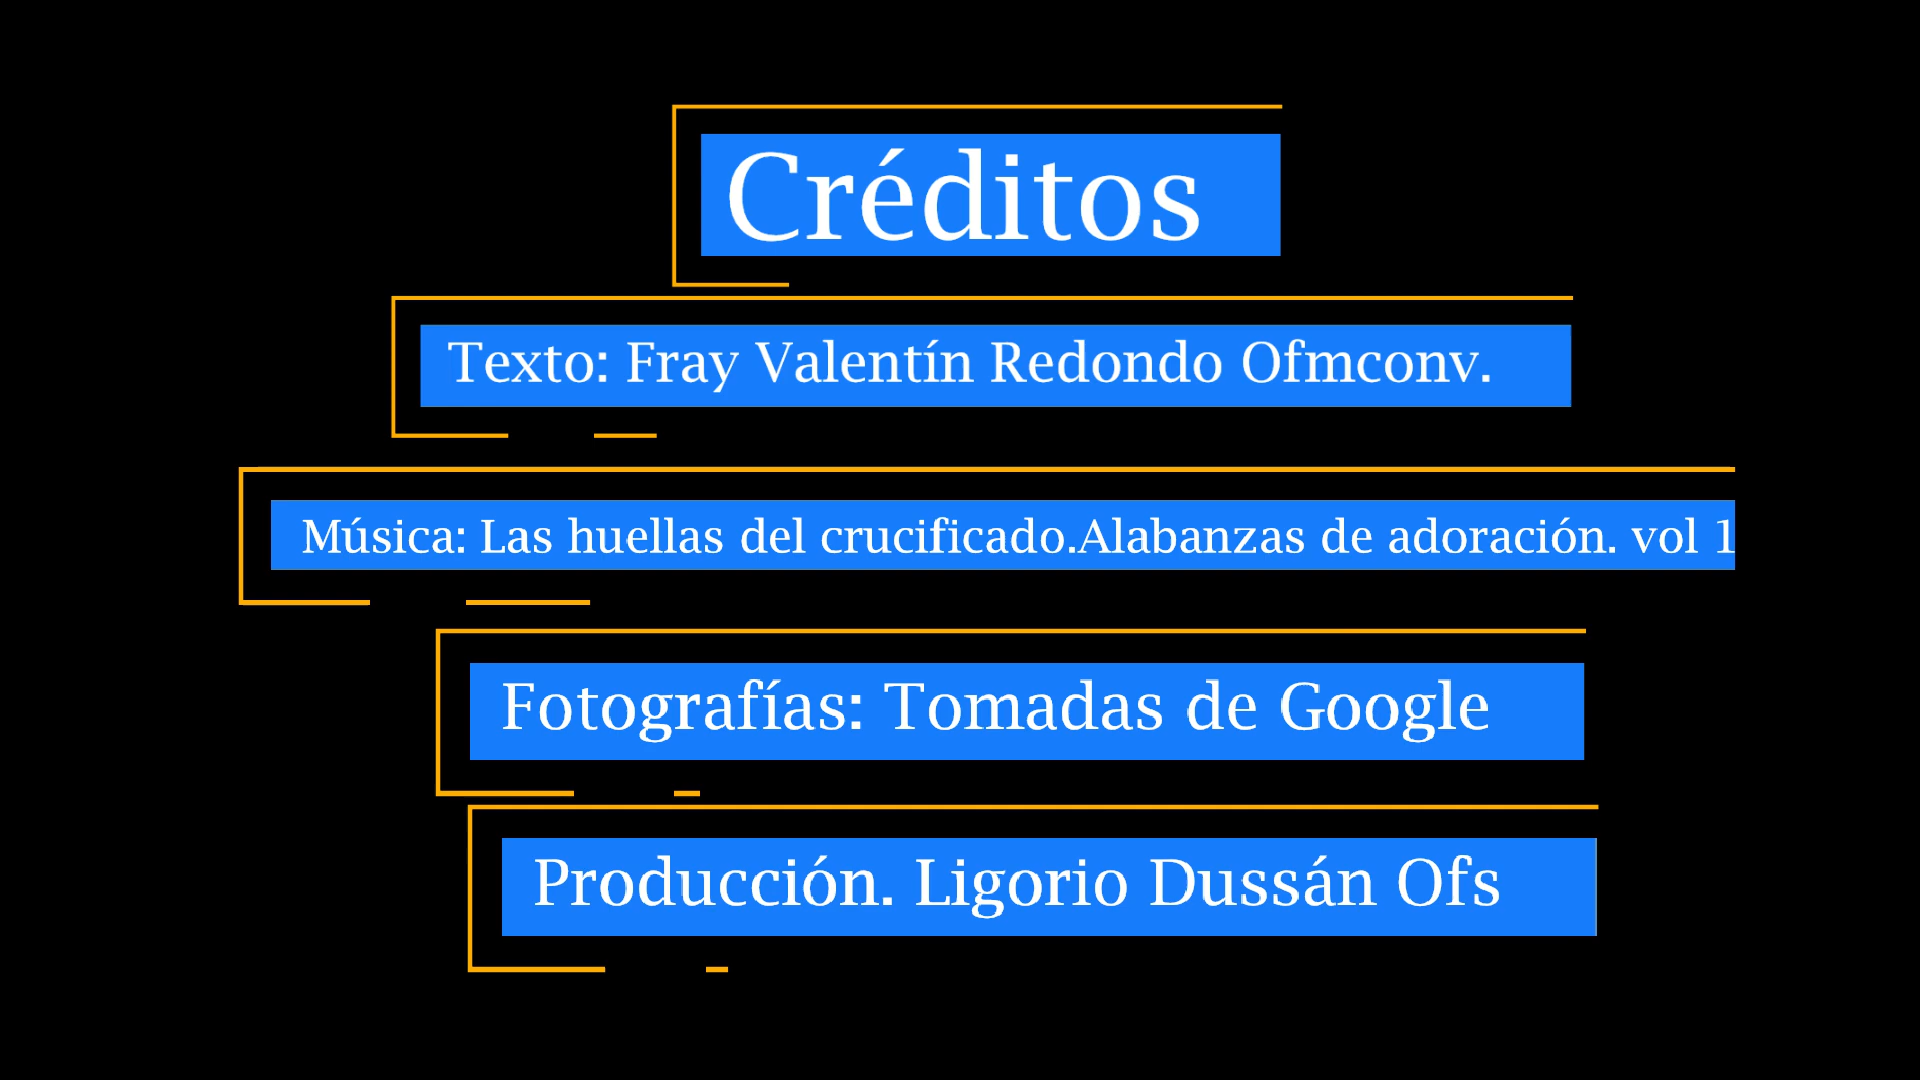 Créditos
Texto: Fray Valentín Redondo Ofmconv.
Música: Las huellas del crucificado.Alabanzas de adoración. vol 1
Fotografías: Tomadas de Google
Producción. Ligorio Dussán Ofs